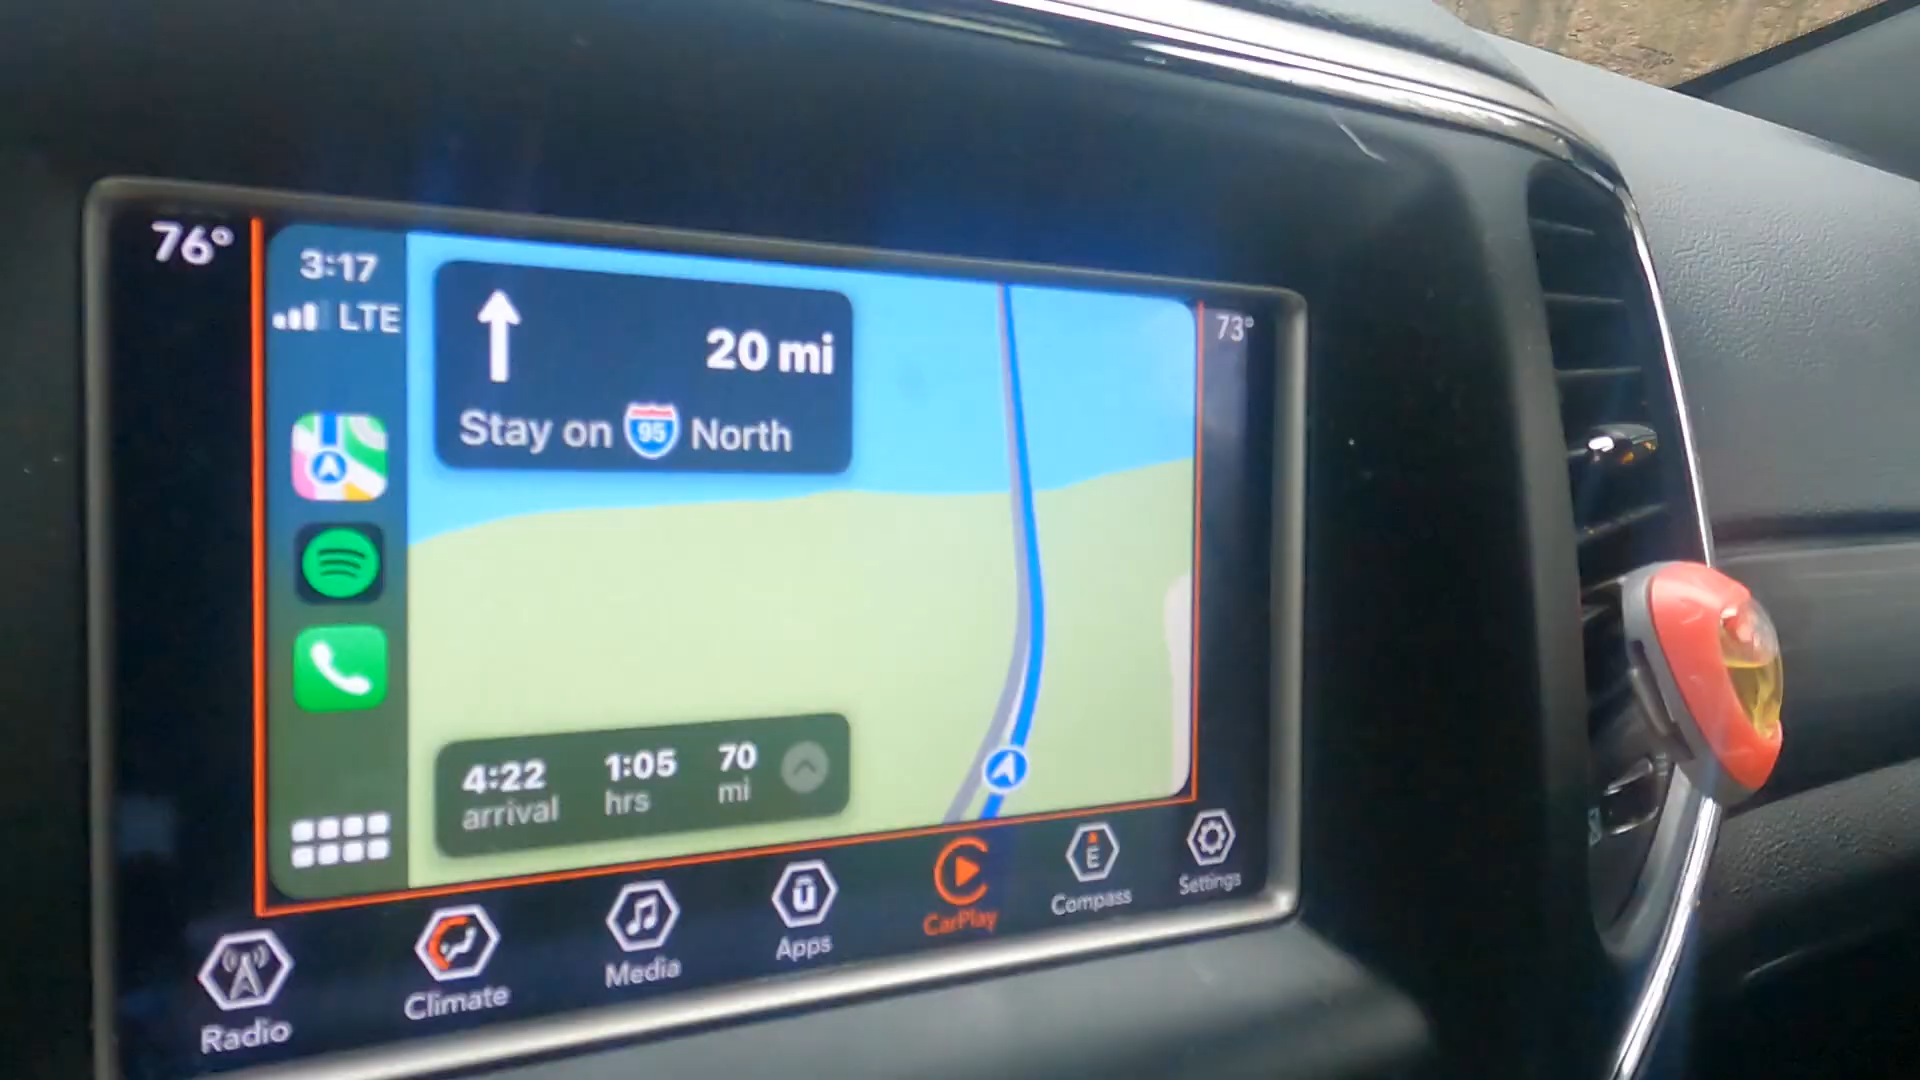 76°
3:17
LTE
20 mi
Stay on 95 North
73°
4:22 1:05 70
arrival hrs mi
Radio
Climate
Media
Apps
CarPlay
E
Compass
Settings